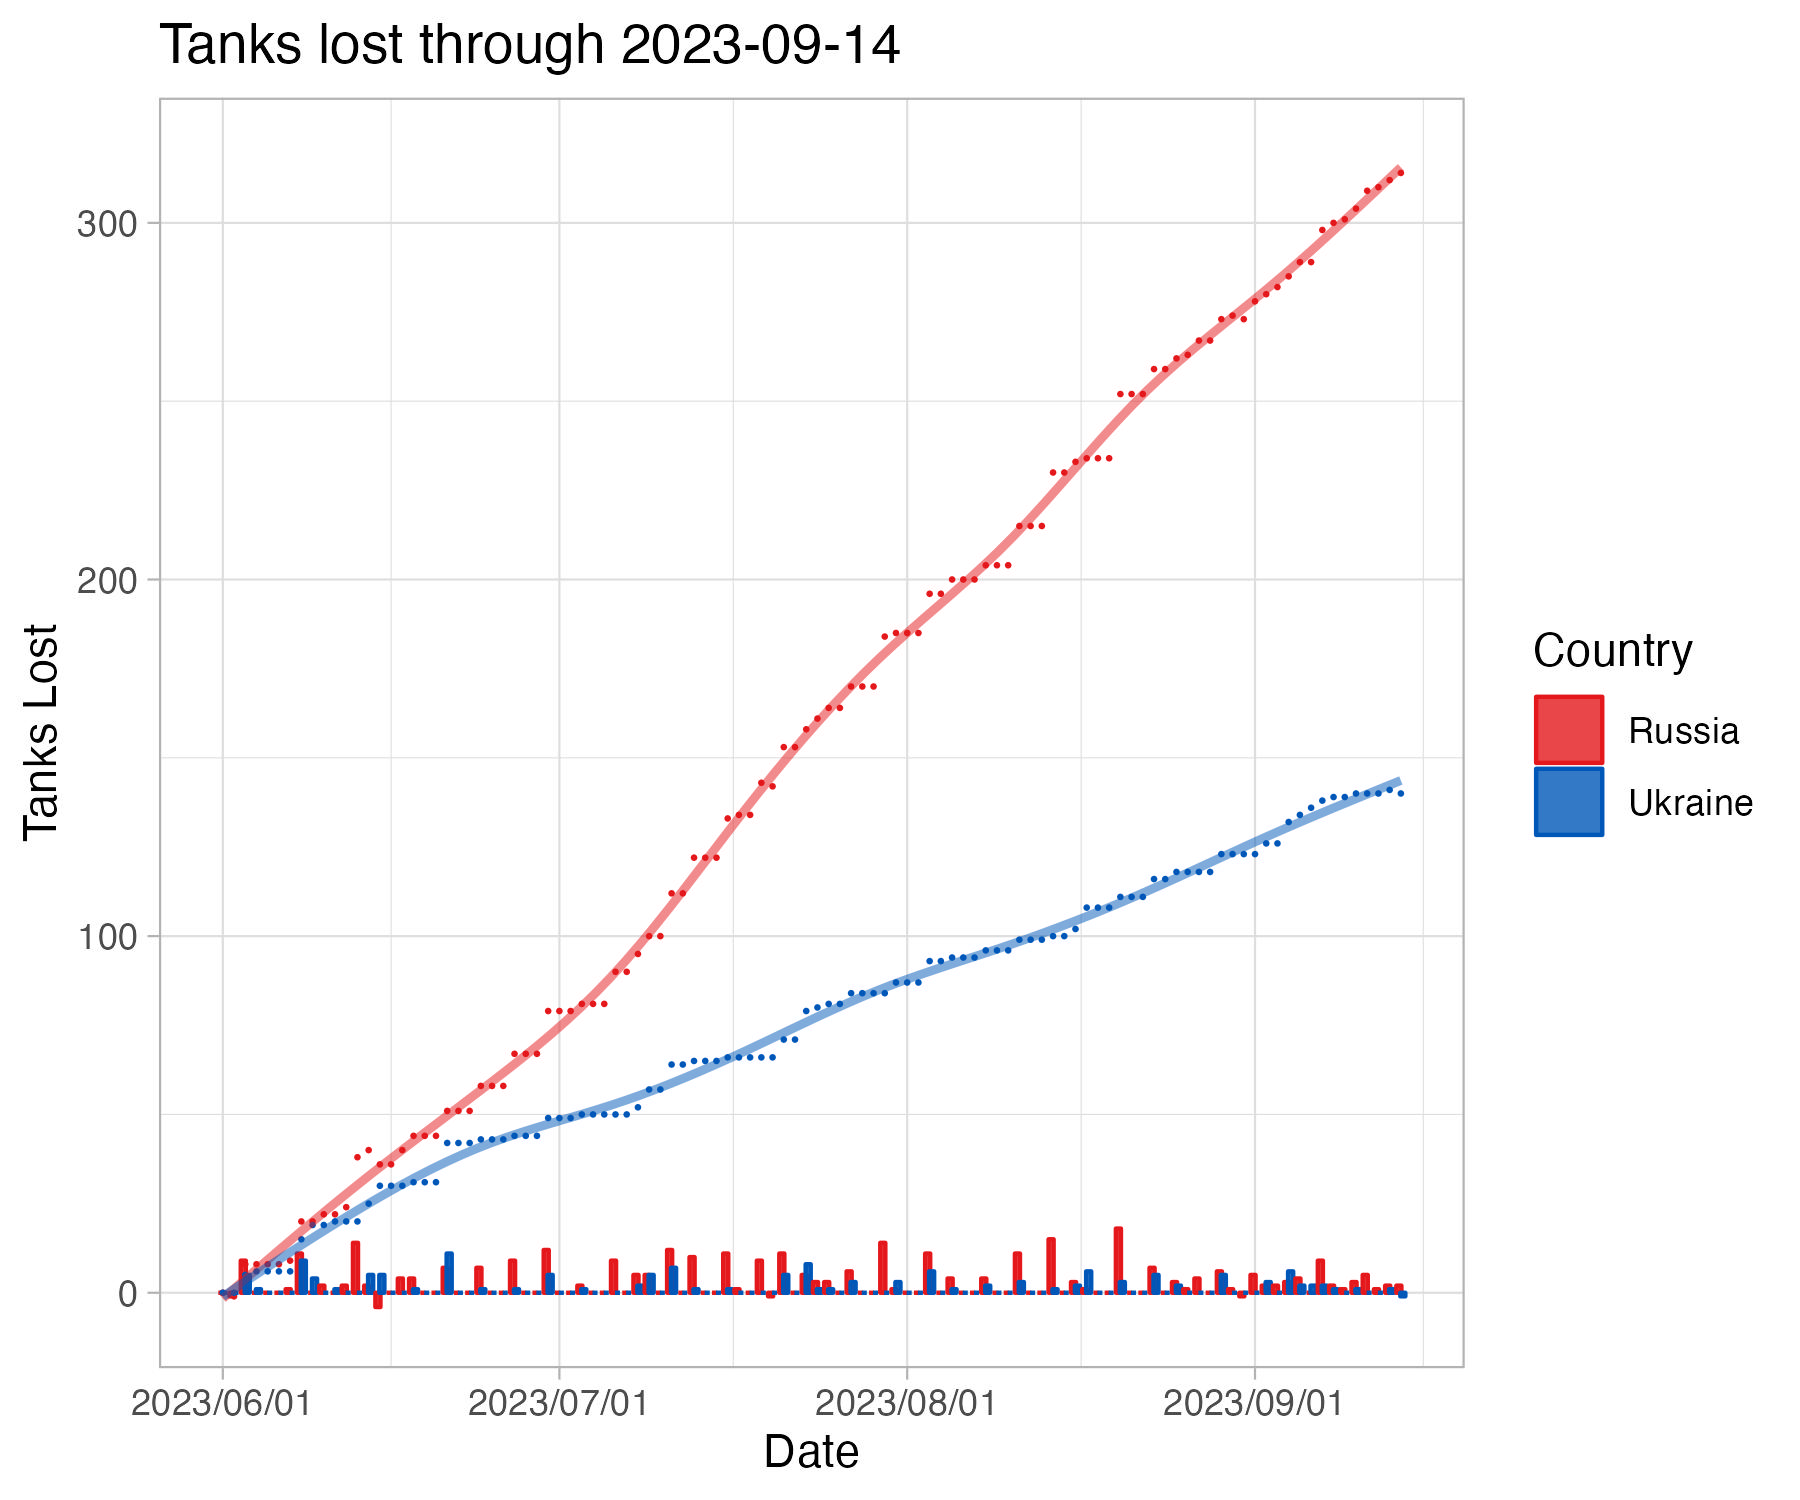 Tanks lost through 2023-09-14
Tanks Lost
300
200
100
0
2023/06/01 2023/07/01 2023/08/01 2023/09/01
Date
Country
Russia
Ukraine